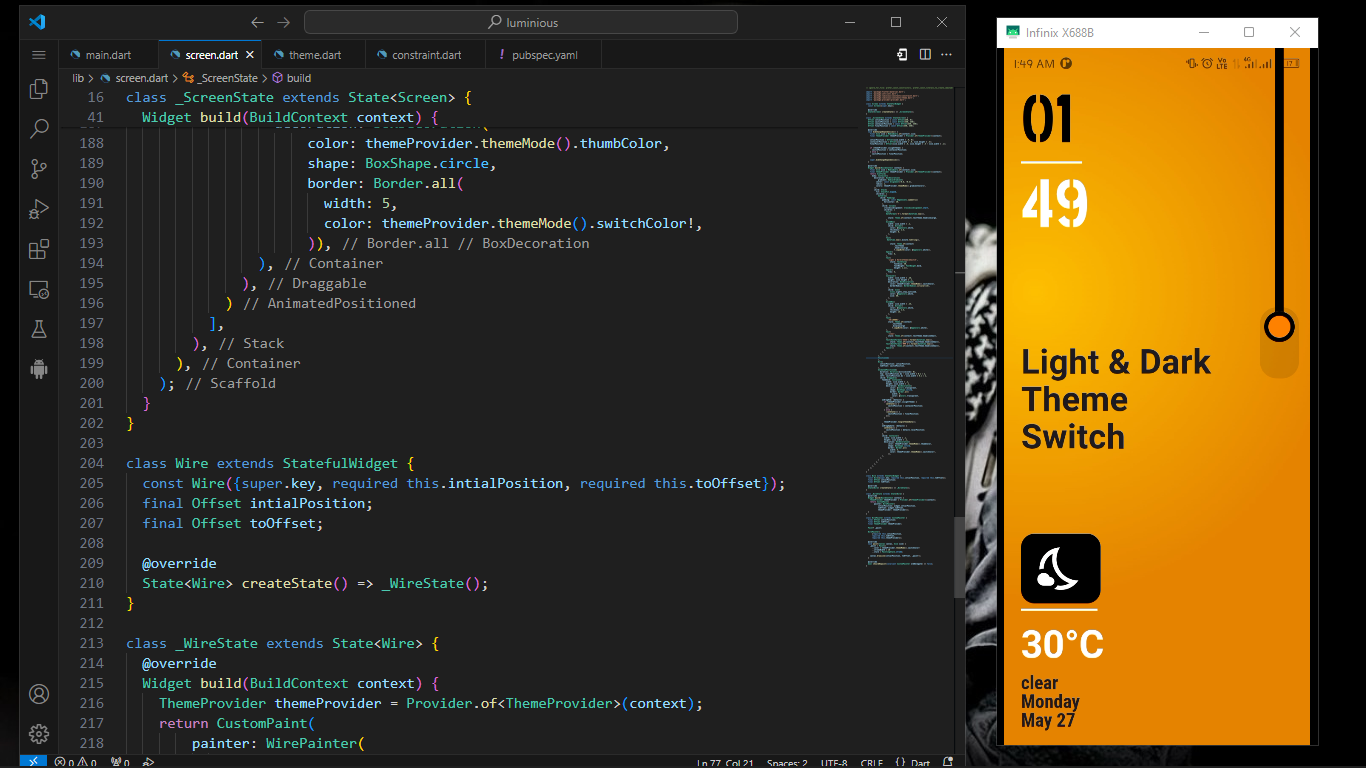 luminious
main.dart
screen.dart
theme.dart
constraint.dart
! pubspec.yaml
lib > screen.dart > _ScreenState > build
16 class _ScreenState extends State<Screen> {
41 Widget build(BuildContext context) {
188 color: themeProvider.themeMode().thumbColor,
189 shape: BoxShape.circle,
190 border: Border.all(
191 width: 5,
192 color: themeProvider.themeMode().switchColor!,
193 )), // Border.all // BoxDecoration
194 ), // Container
195 ), // Draggable
196 ) // AnimatedPositioned
197 ],
198 ), // Stack
199 ), // Container
200 ); // Scaffold
201 }
202 }
203
204 class Wire extends StatefulWidget {
205 const Wire({super.key, required this.intialPosition, required this.toOffset});
206 final Offset intialPosition;
207 final Offset toOffset;
208
209 @override
210 State<Wire> createState() => _WireState();
211 }
212
213 class _WireState extends State<Wire> {
214 @override
215 Widget build(BuildContext context) {
216 ThemeProvider themeProvider = Provider.of<ThemeProvider>(context);
217 return CustomPaint(
218 painter: WirePainter(
0 0 0 Ln 77, Col 21 Spaces: 2 UTF-8 CRLF {} Dart
Infinix X688B
1:49 AM
Vo LTE 4G
01
49
Light & Dark
Theme
Switch
30°C
clear
Monday
May 27